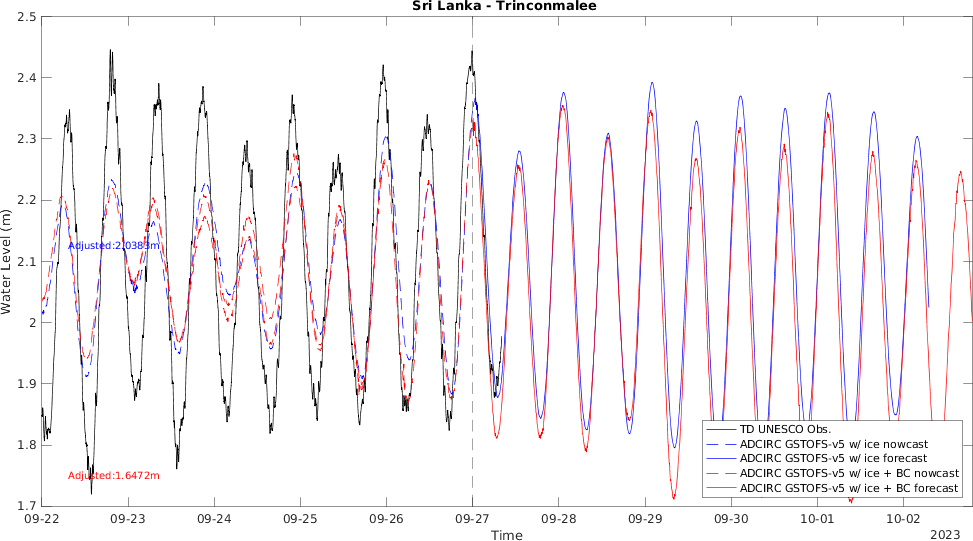 Sri Lanka - Trinconmalee
2.5
2.4
2.3
2.2
2.1
2
1.9
1.8
1.7
Water Level (m)
Adjusted:2.0383m
Adjusted:1.6472m
TD UNESCO Obs.
ADCIRC GSTOFS-v5 w/ ice nowcast
ADCIRC GSTOFS-v5 w/ ice forecast
ADCIRC GSTOFS-v5 w/ ice + BC nowcast
ADCIRC GSTOFS-v5 w/ ice + BC forecast
09-22 09-23 09-24 09-25 09-26 09-27 09-28 09-29 09-30 10-01 10-02
Time
2023